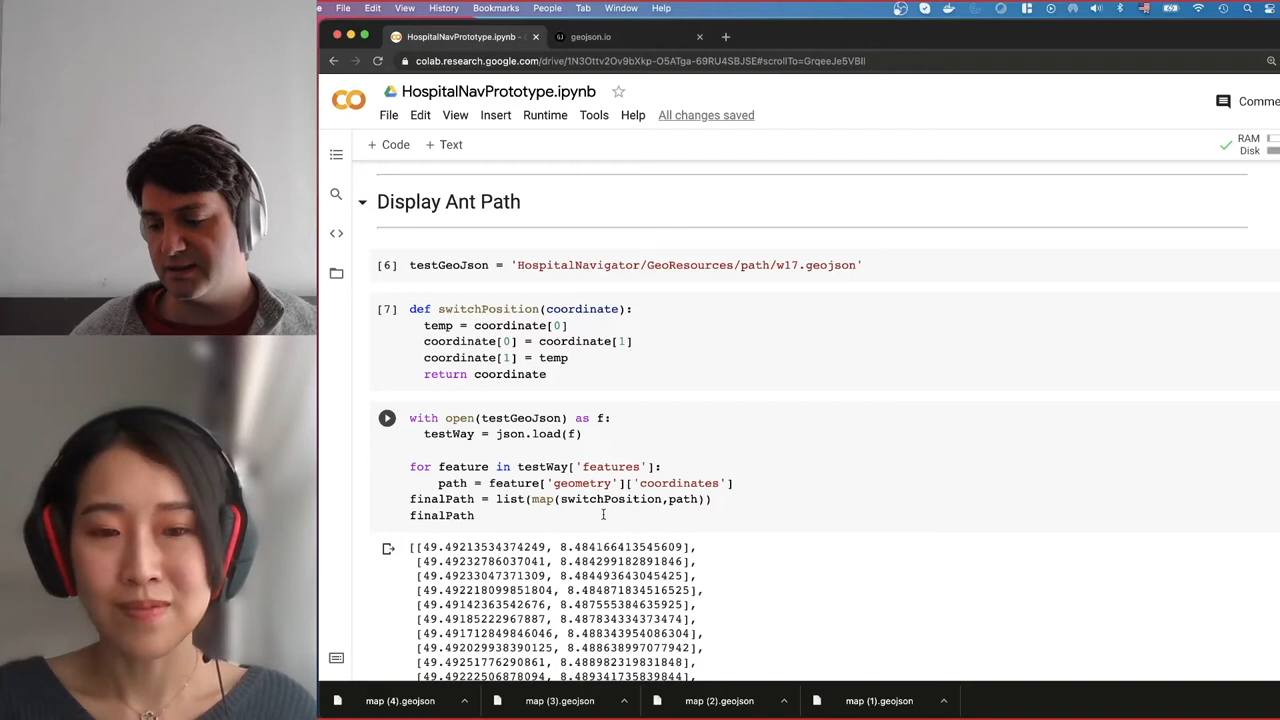 File Edit View History Bookmarks People Tab Window Help
HospitalNavPrototype.ipynb -
geojson.io
colab.research.google.com/drive/1N3Ottv2Ov9bXkp-O5ATga-69RU4SBJSE#scrollTo=GrqeeJe5VBIl
HospitalNavPrototype.ipynb
File Edit View Insert Runtime Tools Help All changes saved
Comme
+ Code + Text
RAM
Disk
Display Ant Path
[6] testGeoJson = 'HospitalNavigator/GeoResources/path/w17.geojson'
[7] def switchPosition(coordinate):
temp = coordinate[0]
coordinate[0] = coordinate[1]
coordinate[1] = temp
return coordinate
with open(testGeoJson) as f:
testWay = json.load(f)
for feature in testWay['features']:
path = feature['geometry']['coordinates']
finalPath = list(map(switchPosition,path))
finalPath
[[49.49213534374249, 8.484166413545609],
[49.49232786037041, 8.484299182891846],
[49.49233047371309, 8.484493643045425],
[49.492218099851804, 8.484871834516525],
[49.49142363542676, 8.487555384635925],
[49.49185222967887, 8.487834334373474],
[49.491712849846046, 8.488343954086304],
[49.492029938390125, 8.488638997077942],
[49.49251776290861, 8.488982319831848],
[49.49222506878094, 8.489341735839844],
map (4).geojson
map (3).geojson
map (2).geojson
map (1).geojson